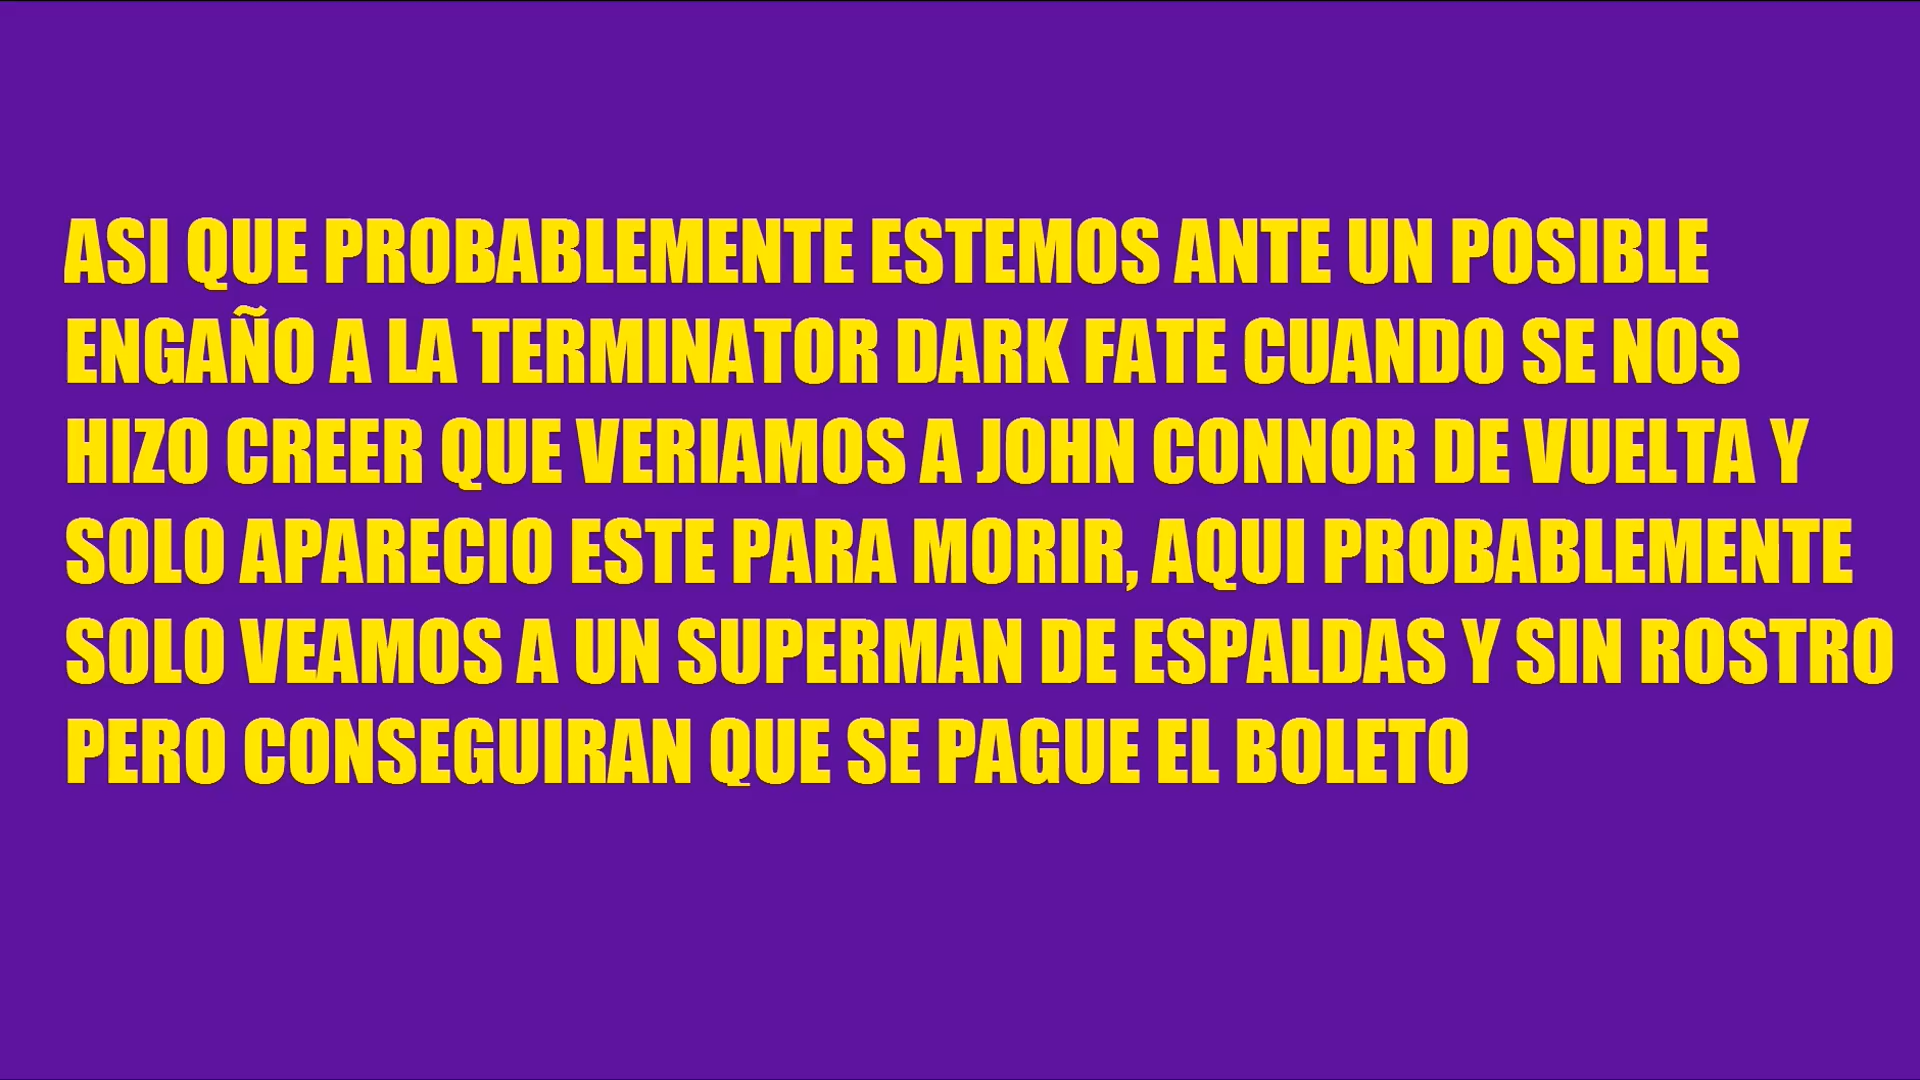 ASI QUE PROBABLEMENTE ESTEMOS ANTE UN POSIBLE
ENGAÑO A LA TERMINATOR DARK FATE CUANDO SE NOS
HIZO CREER QUE VERIAMOS A JOHN CONNOR DE VUELTA Y
SOLO APARECIO ESTE PARA MORIR, AQUI PROBABLEMENTE
SOLO VEAMOS A UN SUPERMAN DE ESPALDAS Y SIN ROSTRO
PERO CONSEGUIRAN QUE SE PAGUE EL BOLETO